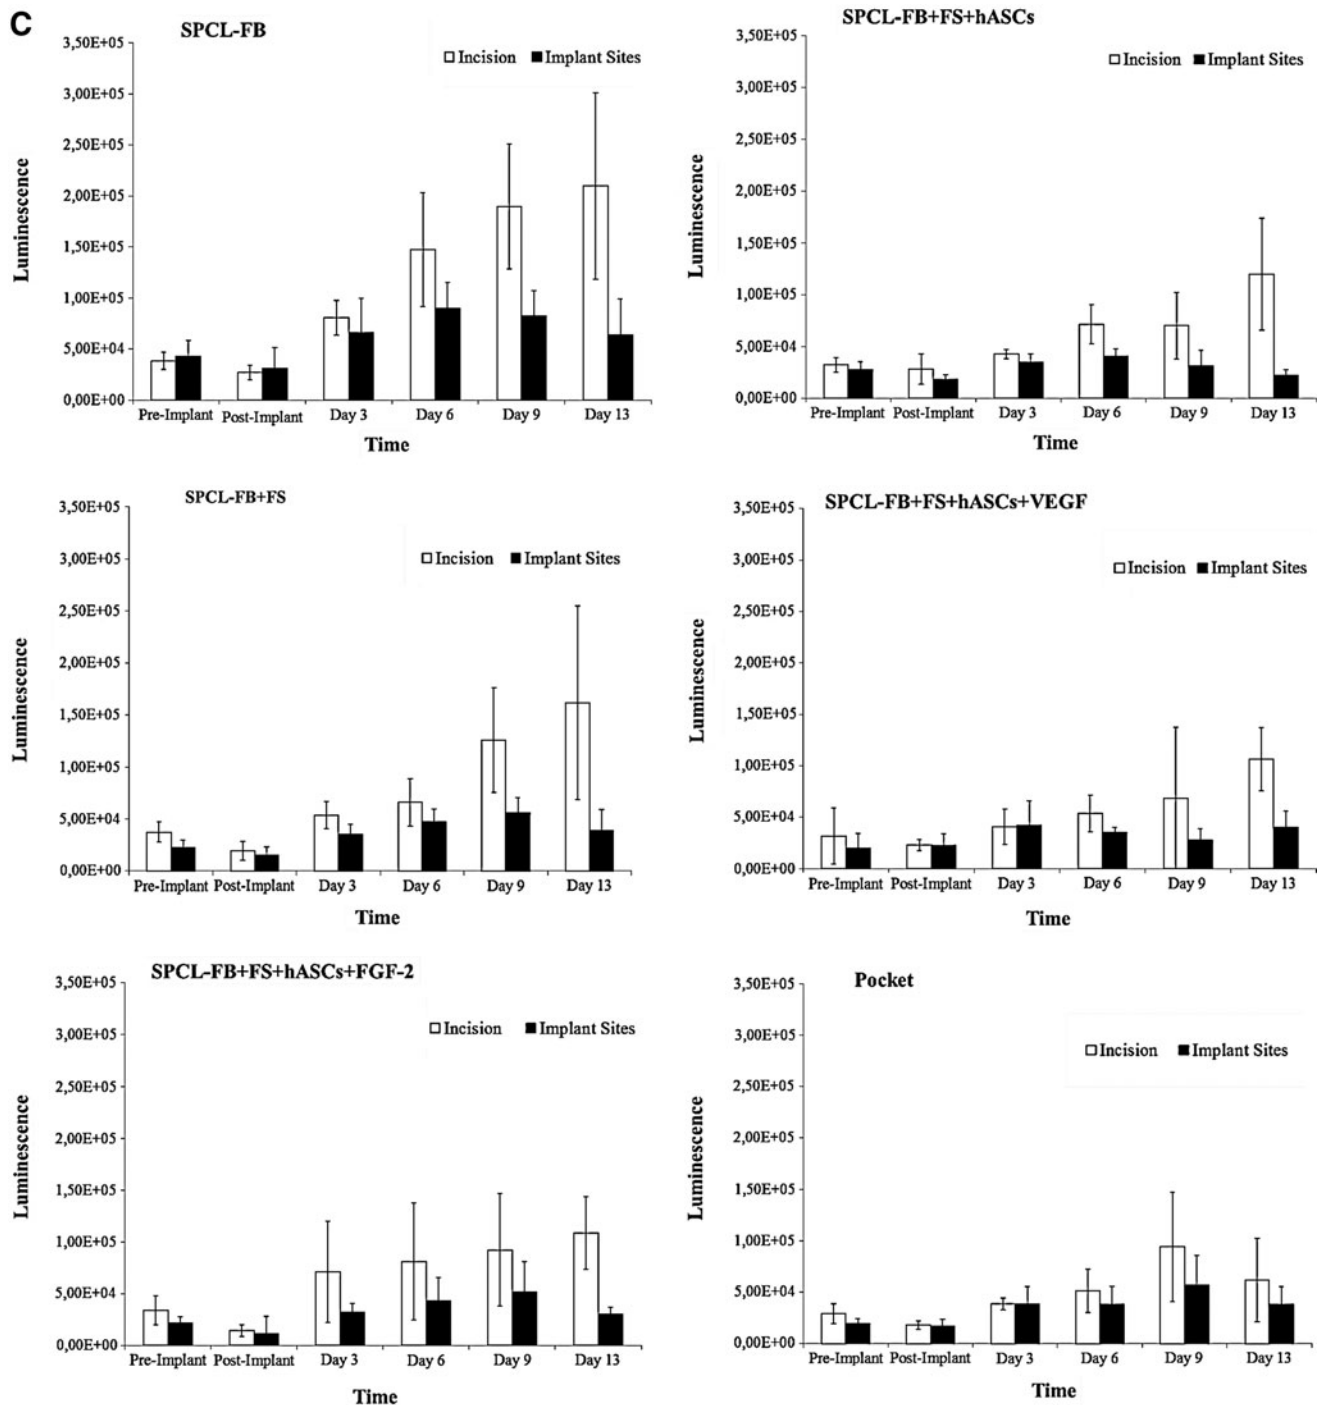 C
SPCL-FB
Incision Implant Sites
3,50E+05
3,00E+05
2,50E+05
2,00E+05
1,50E+05
1,00E+05
5,00E+04
0,00E+00
Luminescence
Pre-Implant Post-Implant Day 3 Day 6 Day 9 Day 13
Time
SPCL-FB+FS+hASCs
Incision Implant Sites
3,50E+05
3,00E+05
2,50E+05
2,00E+05
1,50E+05
1,00E+05
5,00E+04
0,00E+00
Luminescence
Pre-Implant Post-Implant Day 3 Day 6 Day 9 Day 13
Time
SPCL-FB+FS
Incision Implant Sites
3,50E+05
3,00E+05
2,50E+05
2,00E+05
1,50E+05
1,00E+05
5,00E+04
0,00E+00
Luminescence
Pre-Implant Post-Implant Day 3 Day 6 Day 9 Day 13
Time
SPCL-FB+FS+hASCs+VEGF
Incision Implant Sites
3,50E+05
3,00E+05
2,50E+05
2,00E+05
1,50E+05
1,00E+05
5,00E+04
0,00E+00
Luminescence
Pre-Implant Post-Implant Day 3 Day 6 Day 9 Day 13
Time
SPCL-FB+FS+hASCs+FGF-2
Incision Implant Sites
3,50E+05
3,00E+05
2,50E+05
2,00E+05
1,50E+05
1,00E+05
5,00E+04
0,00E+00
Luminescence
Pre-Implant Post-Implant Day 3 Day 6 Day 9 Day 13
Time
Pocket
Incision Implant Sites
3,50E+05
3,00E+05
2,50E+05
2,00E+05
1,50E+05
1,00E+05
5,00E+04
0,00E+00
Luminescence
Pre-Implant Post-Implant Day 3 Day 6 Day 9 Day 13
Time